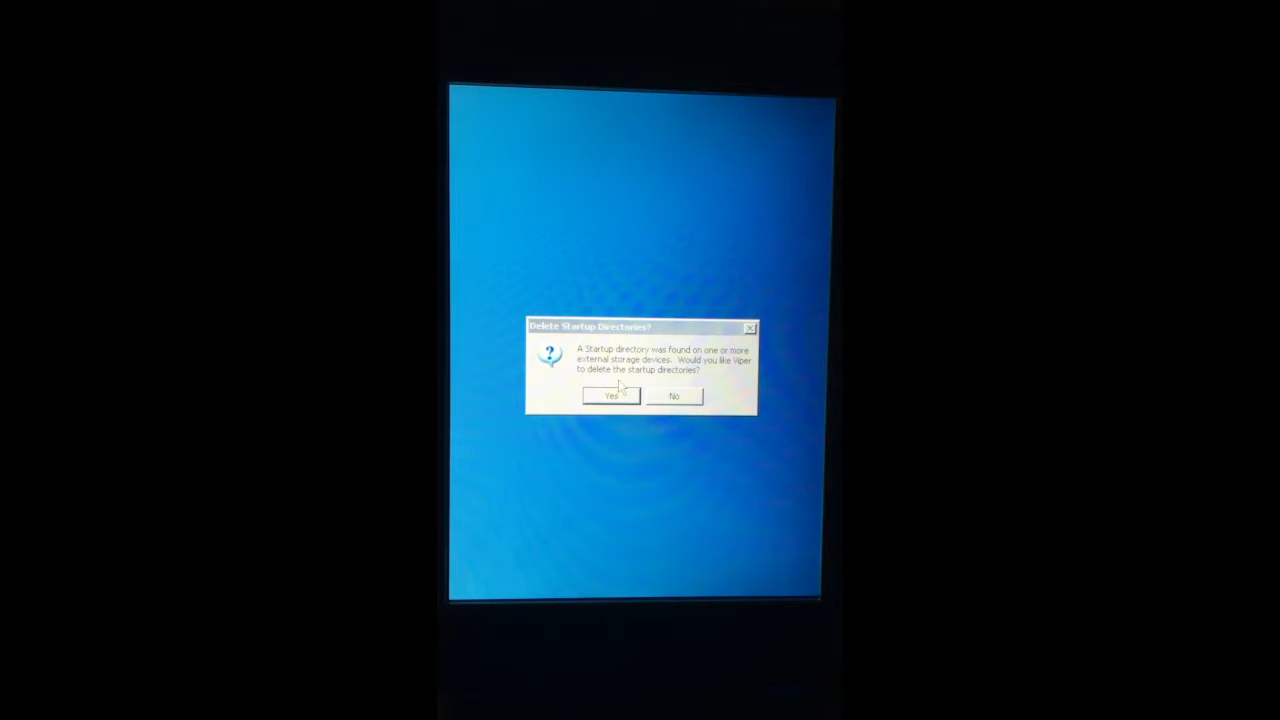 Delete Startup Directories?
A Startup directory was found on one or more
external storage devices. Would you like Viper
to delete the startup directories?
Yes
No